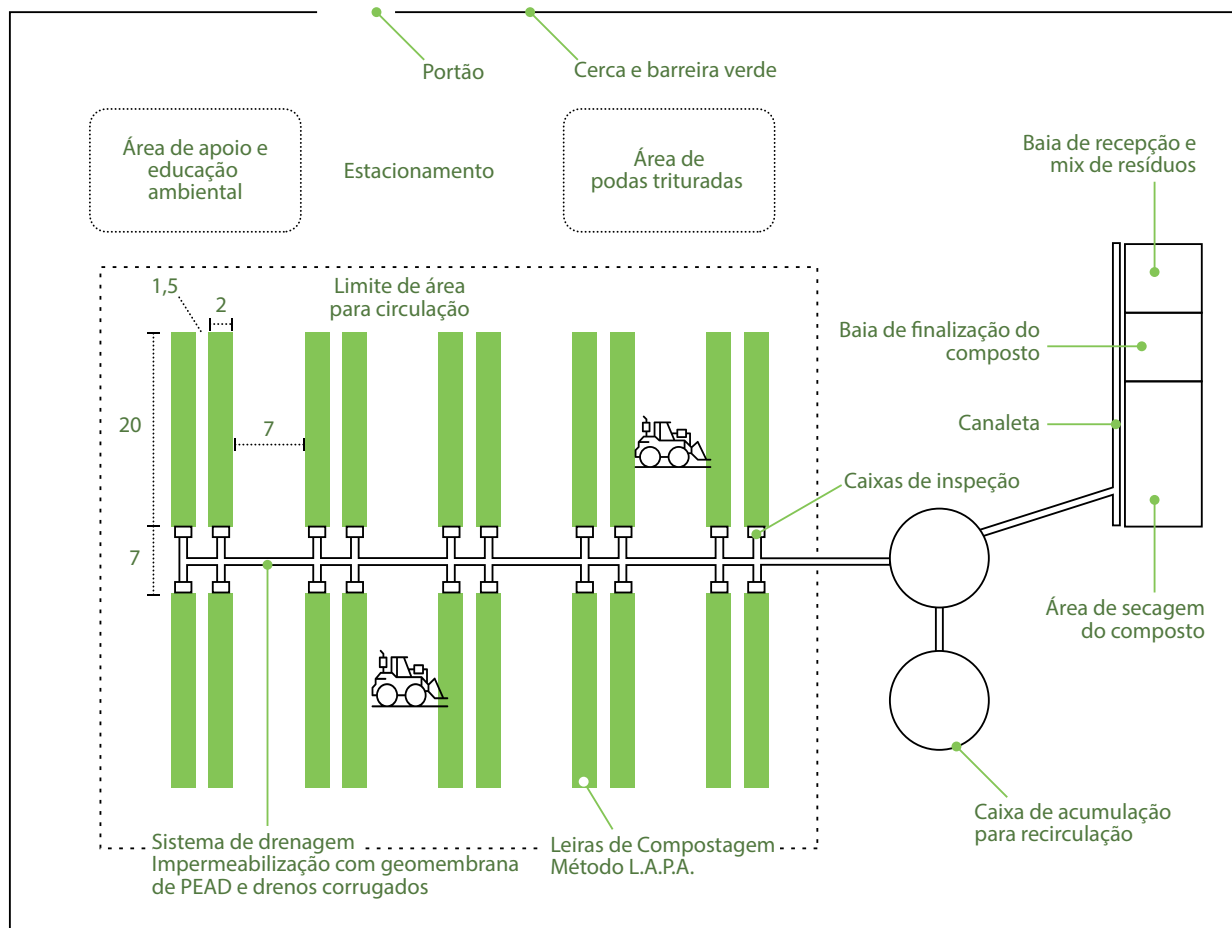 Portão
Cerca e barreira verde
Área de apoio e
educação
ambiental
Estacionamento
Área de
podas trituradas
Baia de recepção e
mix de resíduos
1,5
2
Limite de área
para circulação
Baia de finalização do
composto
20
7
Canaleta
Caixas de inspeção
7
Área de secagem
do composto
Sistema de drenagem
Impermeabilização com geomembrana
de PEAD e drenos corrugados
Leiras de Compostagem
Método L.A.P.A.
Caixa de acumulação
para recirculação